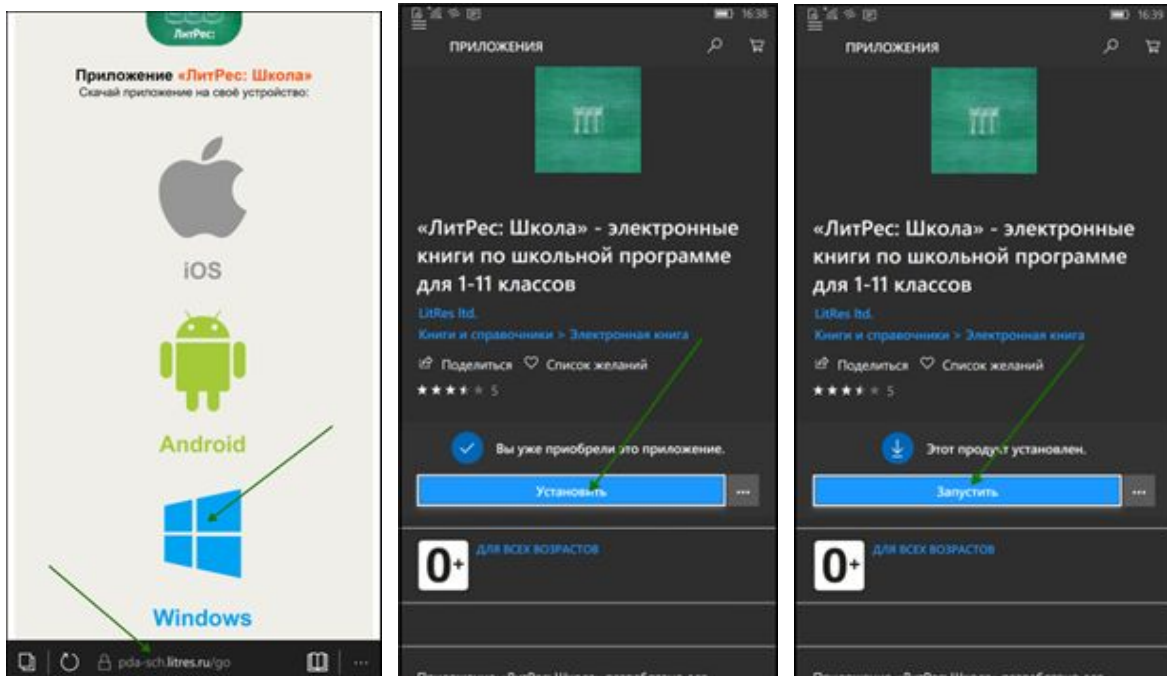 ЛитРес:
Приложение «ЛитРес: Школа»
Скачай приложение на своё устройство:
iOS
Android
Windows
pda-sch.litres.ru/go
16:38
ПРИЛОЖЕНИЯ
«ЛитРес: Школа» - электронные
книги по школьной программе
для 1-11 классов
LitRes ltd.
Книги и справочники > Электронная книга
Поделиться Список желаний
5
Вы уже приобрели это приложение.
Установить
0+
ДЛЯ ВСЕХ ВОЗРАСТОВ
16:39
ПРИЛОЖЕНИЯ
«ЛитРес: Школа» - электронные
книги по школьной программе
для 1-11 классов
LitRes ltd.
Книги и справочники > Электронная книга
Поделиться Список желаний
5
Этот продукт установлен.
Запустить
0+
ДЛЯ ВСЕХ ВОЗРАСТОВ